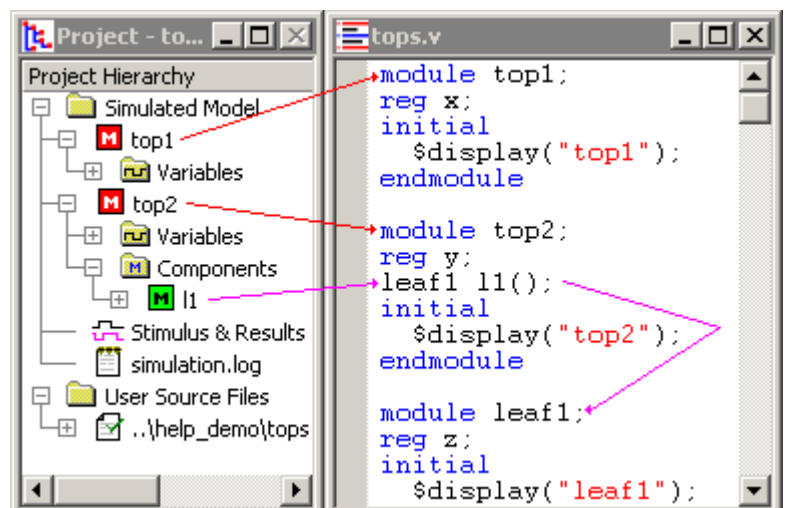 Project - to...
Project Hierarchy
Simulated Model
M top1
Variables
M top2
Variables
M Components
M l1
Stimulus & Results
simulation.log
User Source Files
..\help_demo\tops
tops.v
module top1;
reg x;
initial
$display("top1");
endmodule
module top2;
reg y;
leaf1 l1();
initial
$display("top2");
endmodule
module leaf1;
reg z;
initial
$display("leaf1");